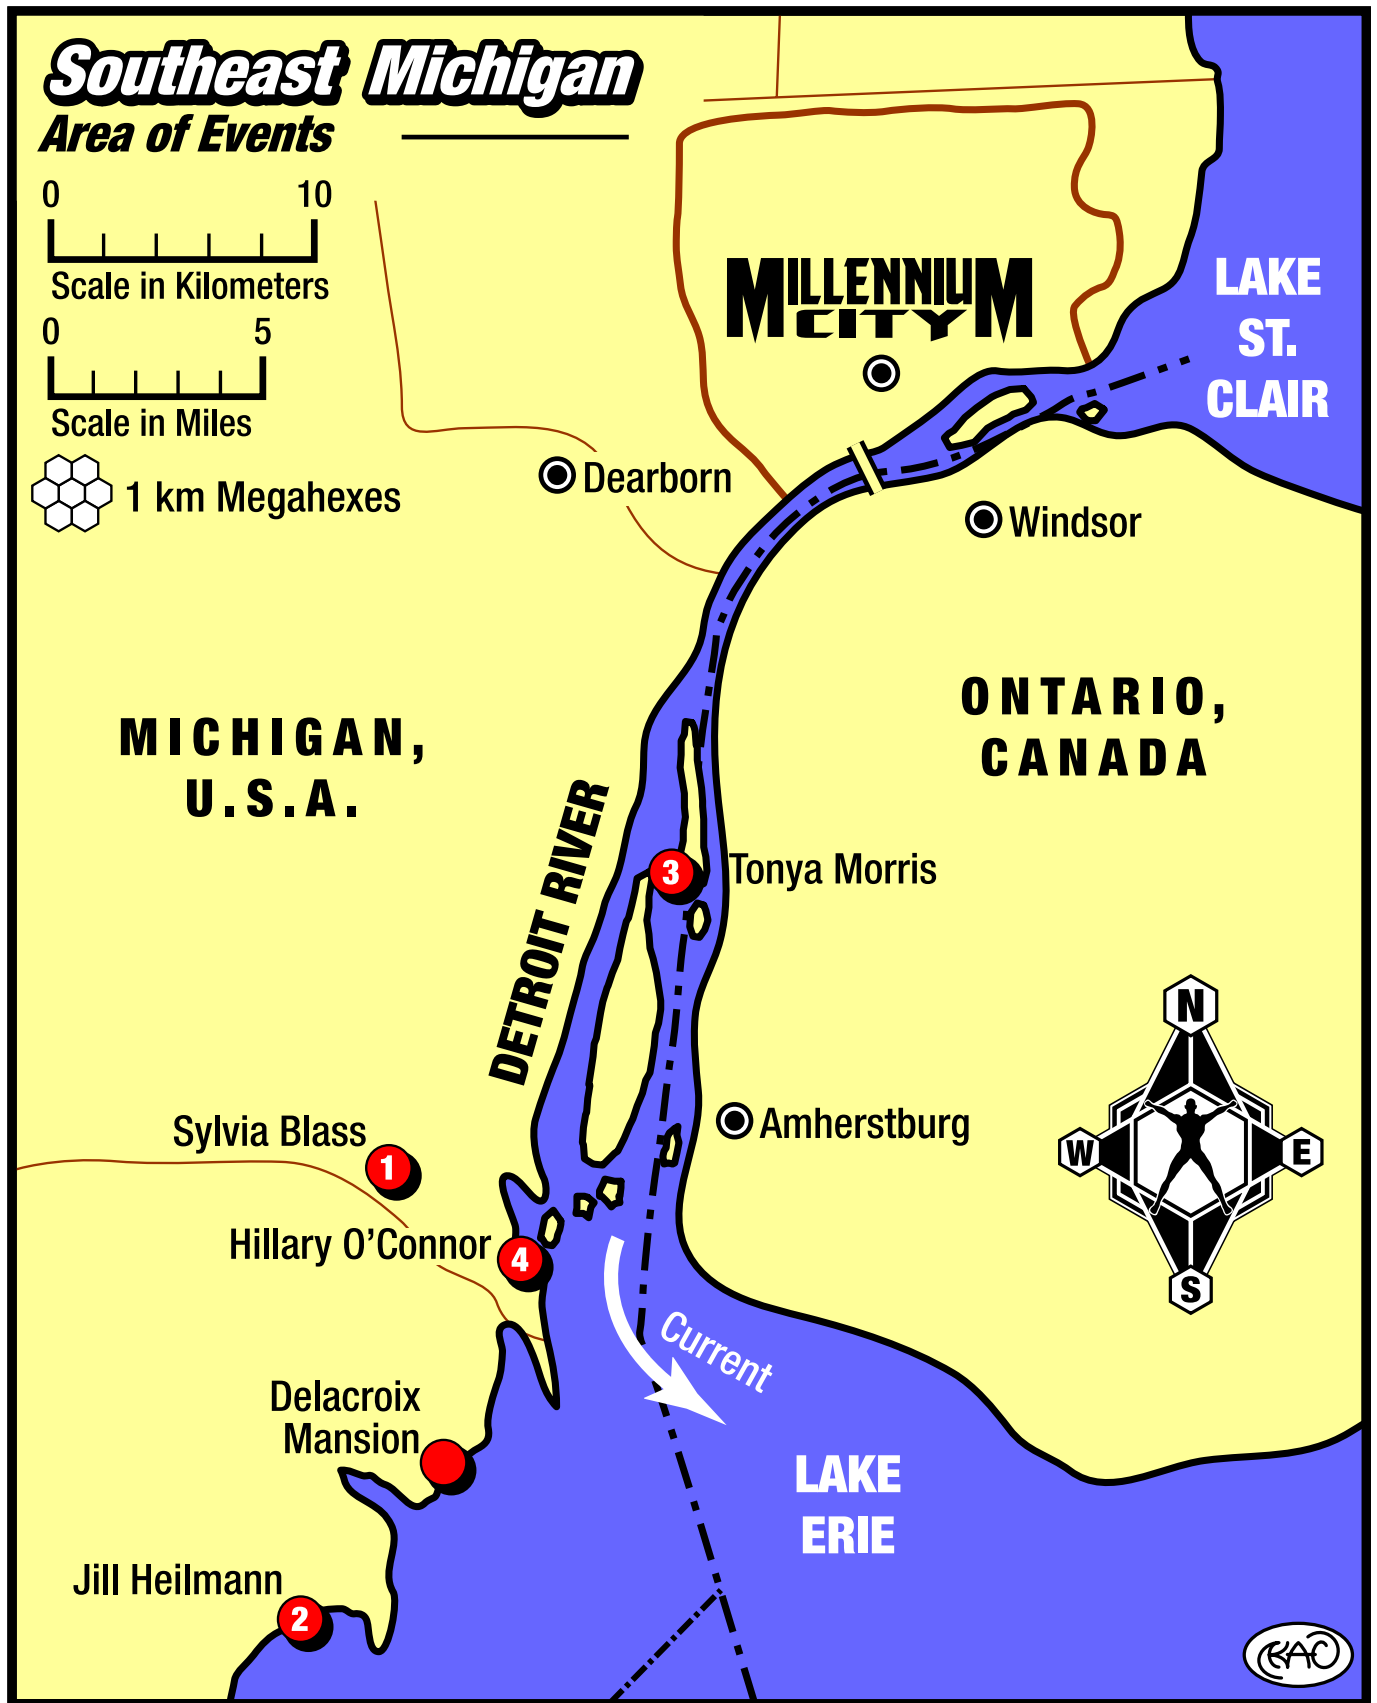 Southeast Michigan
Area of Events
0 10
Scale in Kilometers
0 5
Scale in Miles
1 km Megahexes
MILLENNIUM
CITY
LAKE
ST.
CLAIR
Dearborn
Windsor
MICHIGAN,
U.S.A.
ONTARIO,
CANADA
DETROIT RIVER
3
Tonya Morris
N
W
E
S
Amherstburg
Sylvia Blass
1
Hillary O'Connor
4
Current
Delacroix
Mansion
LAKE
ERIE
Jill Heilmann
2